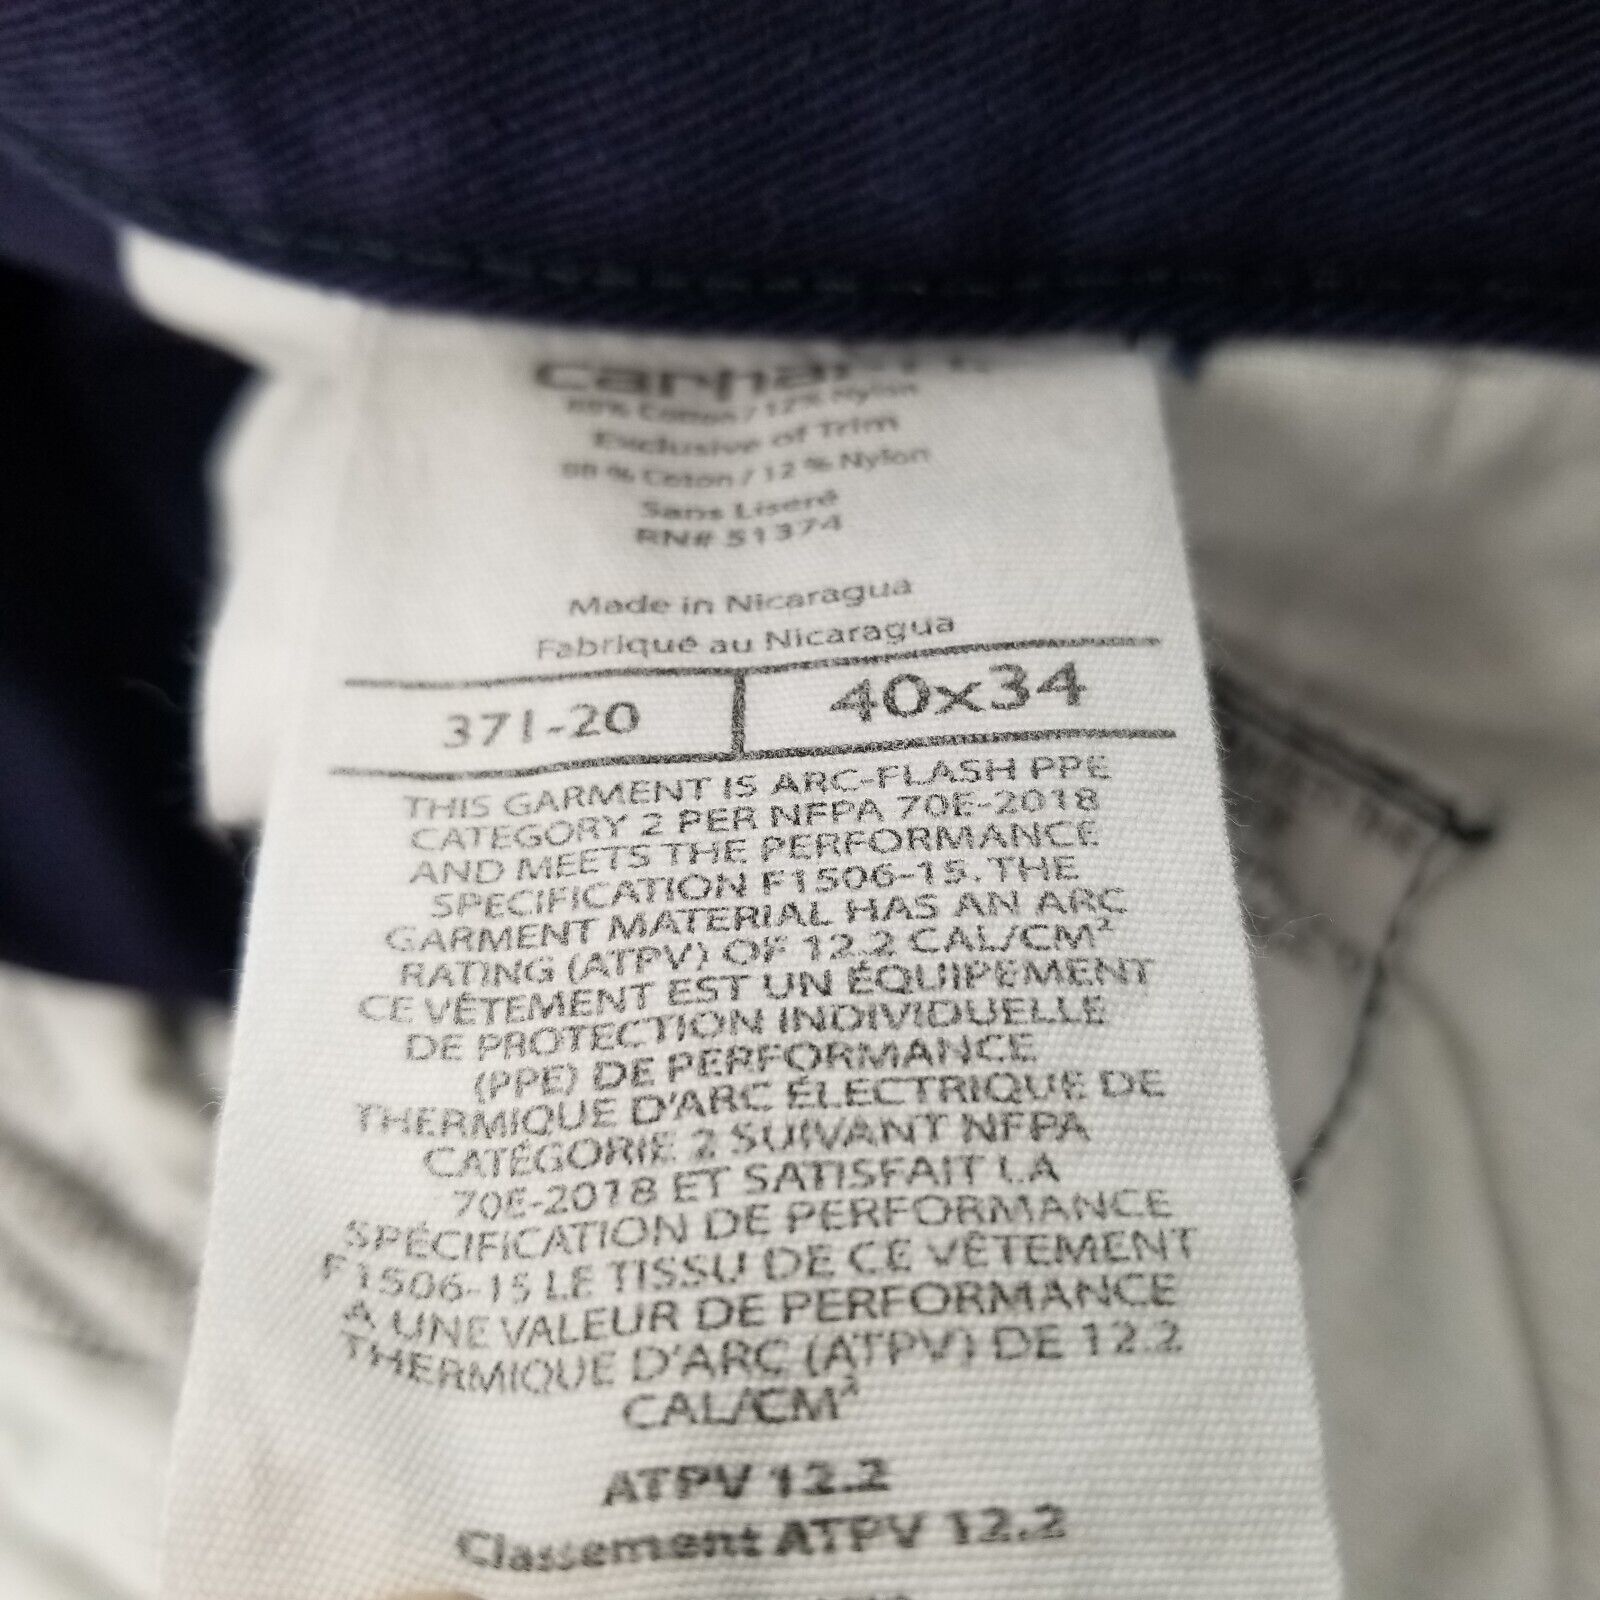 carhartt
88% Cotton / 12% Nylon
Exclusive of Trim
88 % Coton / 12 % Nylon
Sans Liseré
RN# 51374
Made in Nicaragua
Fabriqué au Nicaragua
371-20 40x34
THIS GARMENT IS ARC-FLASH PPE
CATEGORY 2 PER NFPA 70E-2018
AND MEETS THE PERFORMANCE
SPECIFICATION F1506-15. THE
GARMENT MATERIAL HAS AN ARC
RATING (ATPV) OF 12.2 CAL/CM²
CE VÊTEMENT EST UN ÉQUIPEMENT
DE PROTECTION INDIVIDUELLE
(PPE) DE PERFORMANCE
THERMIQUE D'ARC ÉLECTRIQUE DE
CATÉGORIE 2 SUIVANT NFPA
70E-2018 ET SATISFAIT LA
SPÉCIFICATION DE PERFORMANCE
F1506-15 LE TISSU DE CE VÊTEMENT
A UNE VALEUR DE PERFORMANCE
THERMIQUE D'ARC (ATPV) DE 12.2
CAL/CM²
ATPV 12.2
Classement ATPV 12.2